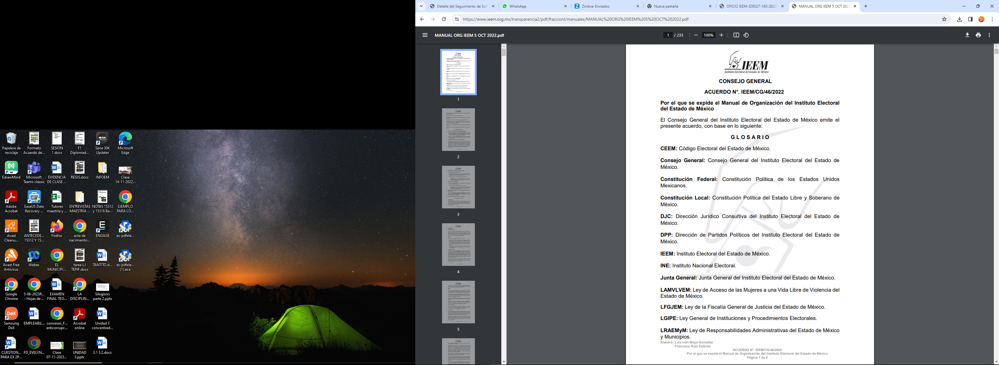 Papelera de reciclaje
Formato Acuerdo de...
SESIÓN 1.docx
F1 Diplomad...
Sena 30K Updater
Microsoft Edge
EdrawMind
Microsoft Teams classic
EVIDENCIA DE CLASE ...
REGIS.docx
INFOEM
Clase 14-11-2022...
Adobe Acrobat
EaseUS Data Recovery ...
Tutores maestría y ...
ENTREVISTAS MAESTRÍA ...
NOTAS 15312 y 15318 Ba...
EJEMPLO PARA LÓ...
Avast Cleanu...
ANTECEDE... 15312 Y 15...
Firefox
acta de nacimiento...
ENGAGE
es-pdfele...
Avast Free Antivirus
Webex
EL MUNICIPI...
tarea LJ TEPJF.docx
TANTITO.d...
es-pdfele... (1).exe
Google Chrome
5-06-2023R... - Hojas de ...
EXAMEN FINAL TEO...
LA DISCIPLIN...
Silogisno parte 2.pptx
Samsung DeX
EMPLEABIL...
convenio_F... anticorrupc...
Acrobat online
Unidad 3 concentrad...
CUESTION... PARA EX 2P...
FD_EVELYN...
Clase 07-11-2023...
UNIDAD 3.pptx
3.1 3.2.docx
Detalle del Seguimiento de Soli
WhatsApp
Zimbra: Enviados
Nueva pestaña
OFICIO IEEM-JDE027-165-2023
MANUAL ORG IEEM 5 OCT 202
https://www.ieem.org.mx/transparencia2/pdf/fraccionI/manuales/MANUAL%20ORG%20IEEM%205%20OCT%202022.pdf
MANUAL ORG IEEM 5 OCT 2022.pdf
1 / 233
100%
1
2
3
4
5
IEEM
Instituto Electoral del Estado de México
CONSEJO GENERAL
ACUERDO N°. IEEM/CG/46/2022
Por el que se expide el Manual de Organización del Instituto Electoral
del Estado de México
El Consejo General del Instituto Electoral del Estado de México emite el
presente acuerdo, con base en lo siguiente:
G L O S A R I O
CEEM: Código Electoral del Estado de México.
Consejo General: Consejo General del Instituto Electoral del Estado de
México.
Constitución Federal: Constitución Política de los Estados Unidos
Mexicanos.
Constitución Local: Constitución Política del Estado Libre y Soberano de
México.
DJC: Dirección Jurídico Consultiva del Instituto Electoral del Estado de
México.
DPP: Dirección de Partidos Políticos del Instituto Electoral del Estado de
México.
IEEM: Instituto Electoral del Estado de México.
INE: Instituto Nacional Electoral.
Junta General: Junta General del Instituto Electoral del Estado de México.
LAMVLVEM: Ley de Acceso de las Mujeres a una Vida Libre de Violencia del
Estado de México.
LFGJEM: Ley de la Fiscalía General de Justicia del Estado de México.
LGIPE: Ley General de Instituciones y Procedimientos Electorales.
LRAEMyM: Ley de Responsabilidades Administrativas del Estado de México
y Municipios.
Elaboró: Luis Iván Maya González
Francisco Ruiz Estévez
ACUERDO N°. IEEM/CG/46/2022
Por el que se expide el Manual de Organización del Instituto Electoral del Estado de México
Página 1 de 8